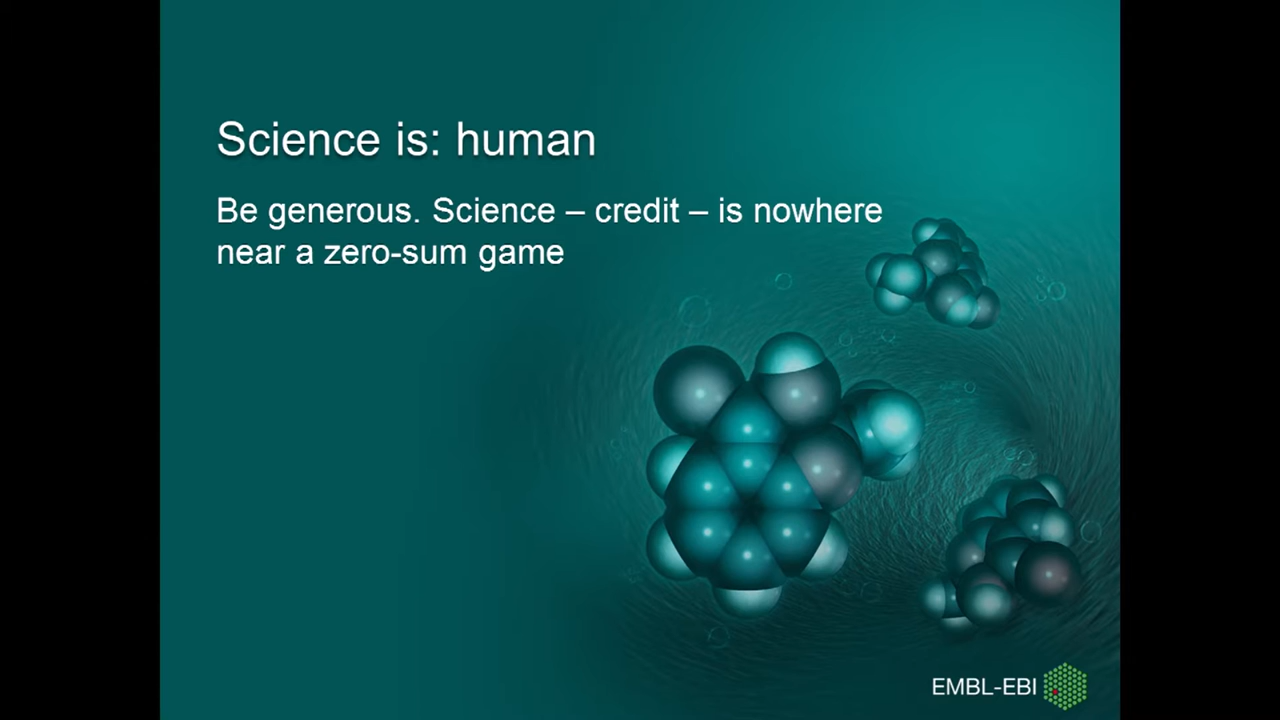 Science is: human
Be generous. Science – credit – is nowhere
near a zero-sum game
EMBL-EBI